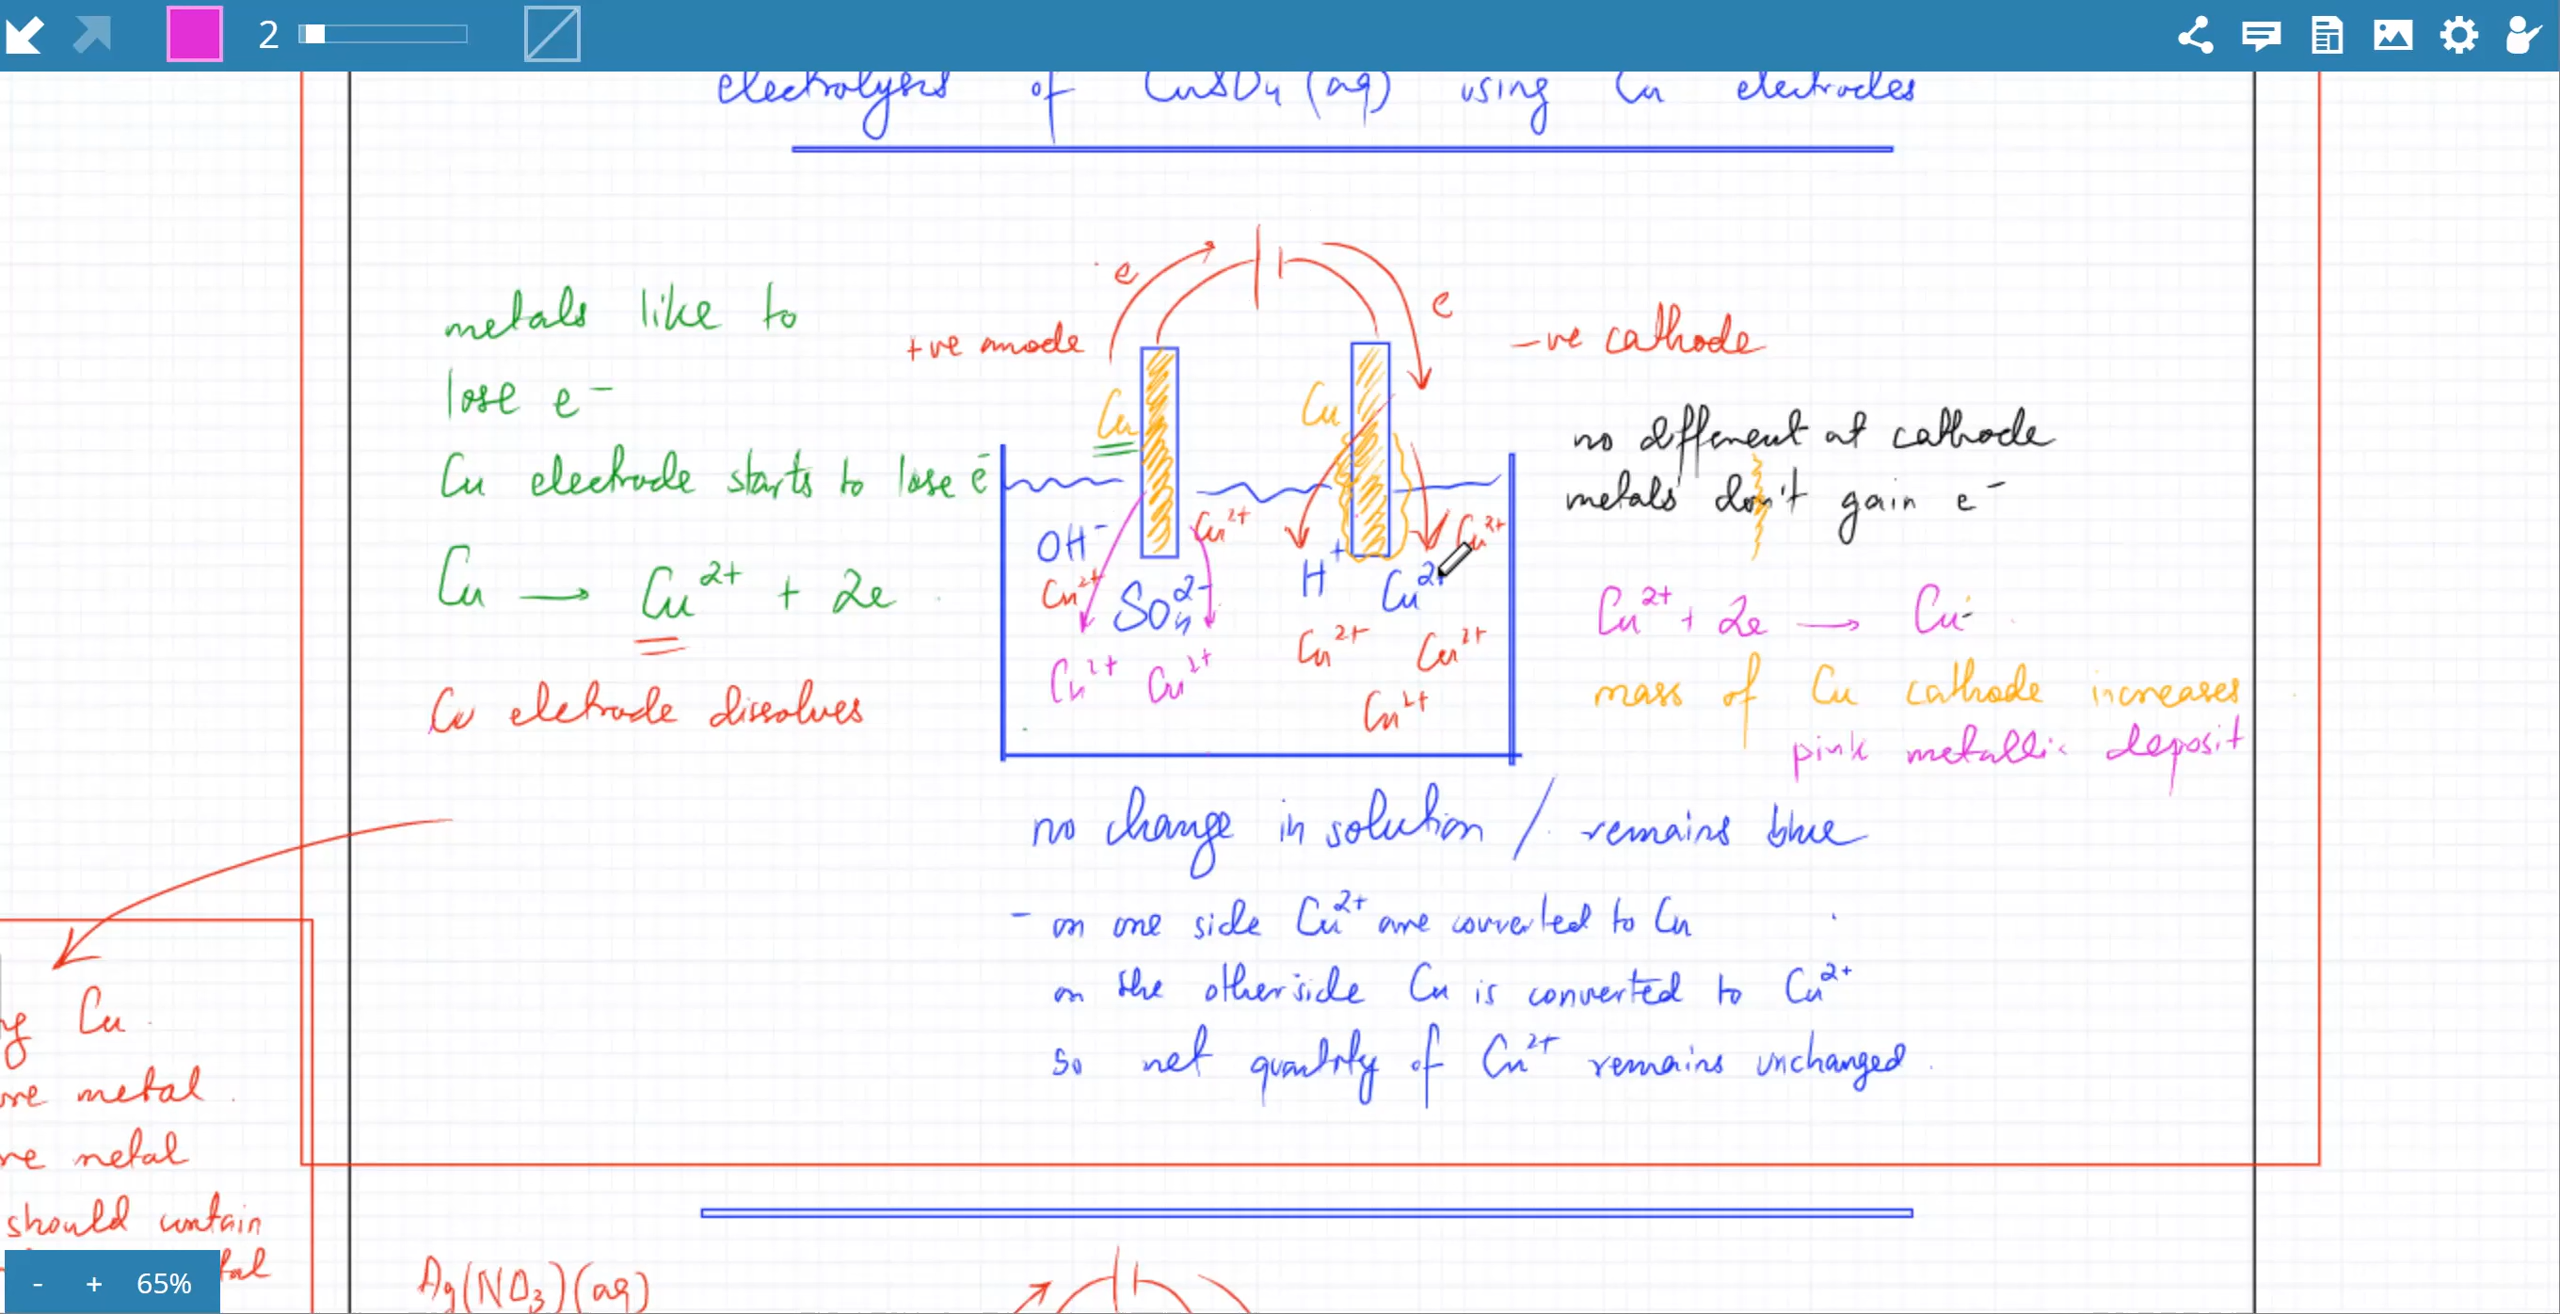 2
electrolysis of CuSO4 (aq) using Cu electrodes
metals like to
lose e-
Cu electrode starts to lose e-
Cu → Cu2+ + 2e
Cu eletrode dissolves
e
e
+ve anode
-ve cathode
Cu
Cu
OH-
Cu2+
Cu2+
SO42-
Cu2+ Cu2+
H+
Cu2+
Cu2+
Cu2+ Cu2+
Cu2+
no different at cathode
metals don't gain e-
Cu2+ + 2e → Cu
mass of Cu cathode increases
pink metallic deposit
no change in solution / remains blue
- on one side Cu2+ are converted to Cu
on the otherside Cu is converted to Cu2+
so net quantity of Cu2+ remains unchanged
Cu
metal
metal
should contain
Ag(NO3)(aq)
- + 65%